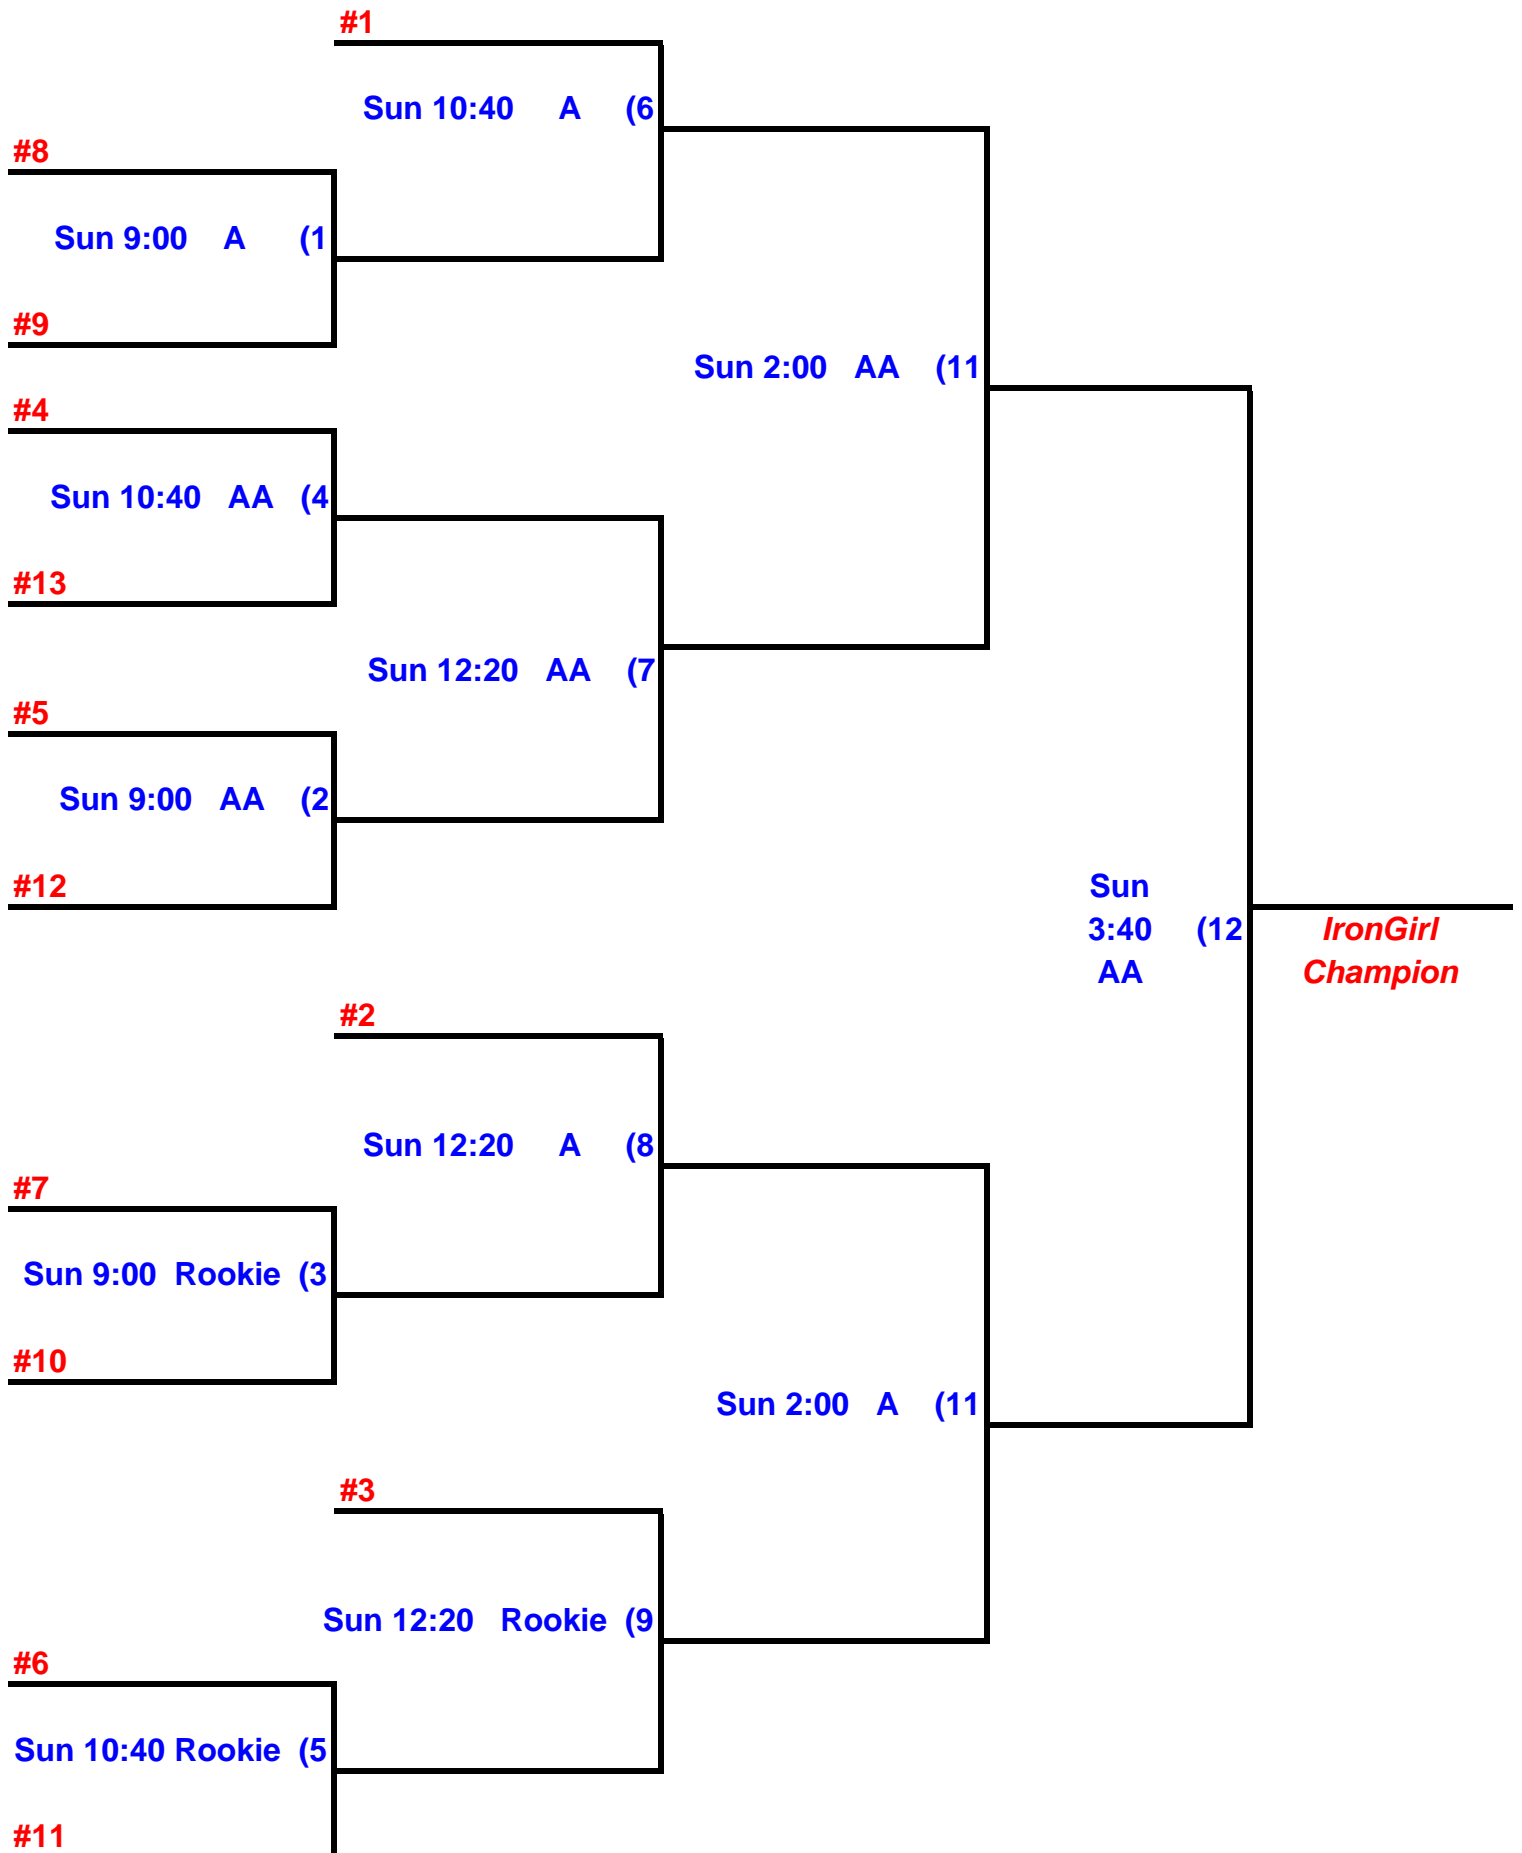 #1
Sun 10:40 A (6
#8
Sun 9:00 A (1
#9
Sun 2:00 AA (11
#4
Sun 10:40 AA (4
#13
Sun 12:20 AA (7
#5
Sun 9:00 AA (2
#12
Sun
3:40 (12
AA
IronGirl
Champion
#2
Sun 12:20 A (8
#7
Sun 9:00 Rookie (3
#10
Sun 2:00 A (11
#3
Sun 12:20 Rookie (9
#6
Sun 10:40 Rookie (5
#11